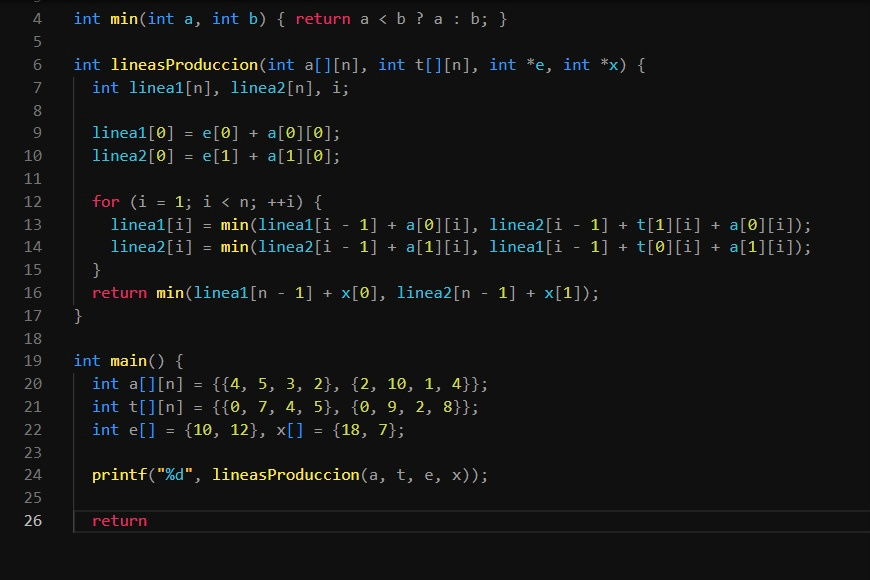 4 int min(int a, int b) { return a < b ? a : b; }
5
6 int lineasProduccion(int a[][n], int t[][n], int *e, int *x) {
7 int linea1[n], linea2[n], i;
8
9 linea1[0] = e[0] + a[0][0];
10 linea2[0] = e[1] + a[1][0];
11
12 for (i = 1; i < n; ++i) {
13 linea1[i] = min(linea1[i - 1] + a[0][i], linea2[i - 1] + t[1][i] + a[0][i]);
14 linea2[i] = min(linea2[i - 1] + a[1][i], linea1[i - 1] + t[0][i] + a[1][i]);
15 }
16 return min(linea1[n - 1] + x[0], linea2[n - 1] + x[1]);
17 }
18
19 int main() {
20 int a[][n] = {{4, 5, 3, 2}, {2, 10, 1, 4}};
21 int t[][n] = {{0, 7, 4, 5}, {0, 9, 2, 8}};
22 int e[] = {10, 12}, x[] = {18, 7};
23
24 printf("%d", lineasProduccion(a, t, e, x));
25
26 return